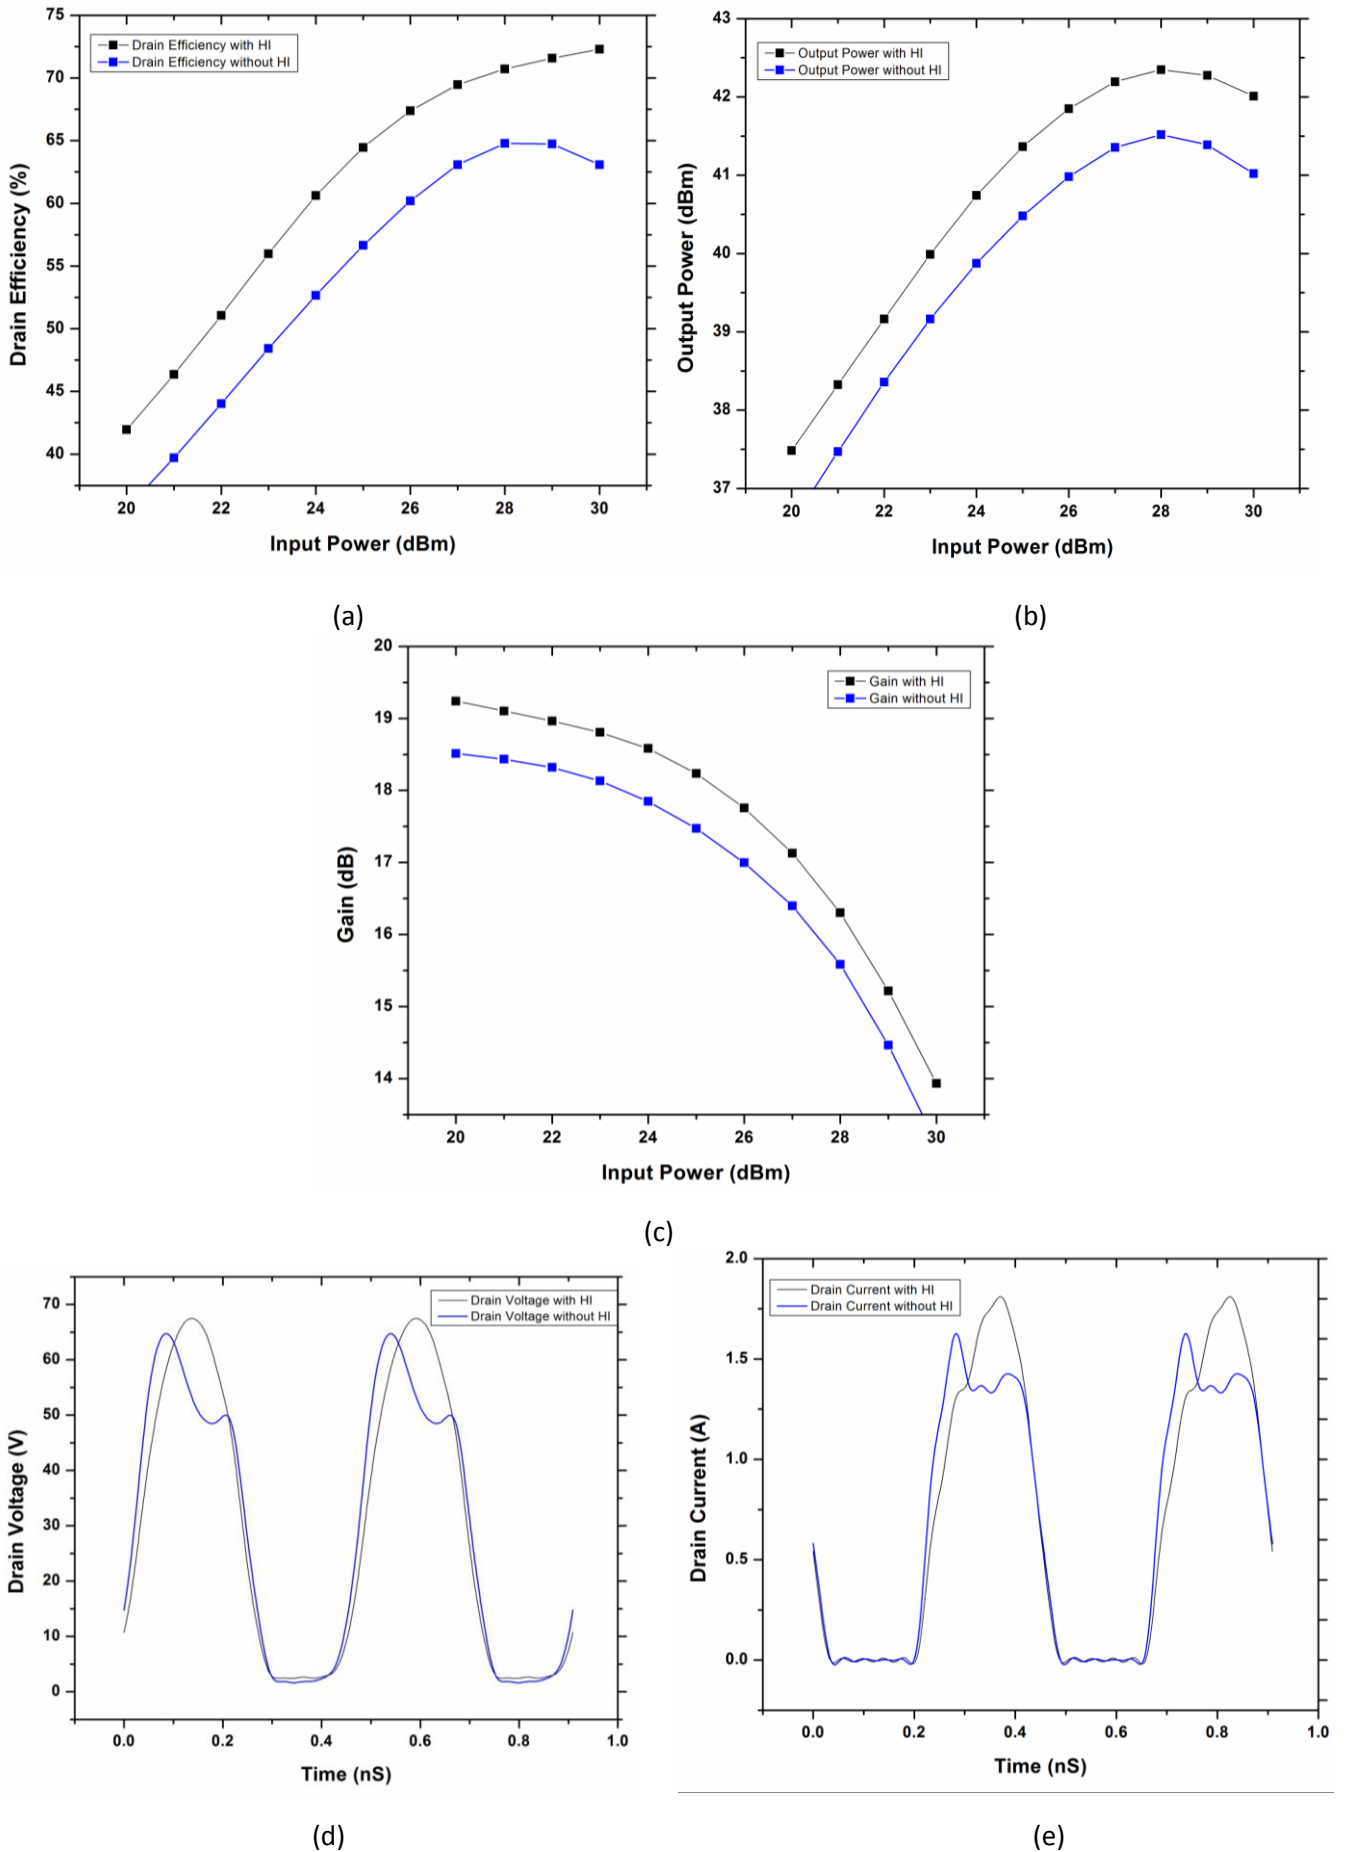 75
70
65
60
55
50
45
40
Drain Efficiency (%)
Drain Efficiency with HI
Drain Efficiency without HI
20 22 24 26 28 30
Input Power (dBm)
(a)
43
42
41
40
39
38
37
Output Power (dBm)
Output Power with HI
Output Power without HI
20 22 24 26 28 30
Input Power (dBm)
(b)
20
19
18
17
16
15
14
Gain (dB)
Gain with HI
Gain without HI
20 22 24 26 28 30
Input Power (dBm)
(c)
70
60
50
40
30
20
10
0
Drain Voltage (V)
Drain Voltage with HI
Drain Voltage without HI
0.0 0.2 0.4 0.6 0.8 1.0
Time (nS)
(d)
2.0
1.5
1.0
0.5
0.0
Drain Current (A)
Drain Current with HI
Drain Current without HI
0.0 0.2 0.4 0.6 0.8 1.0
Time (nS)
(e)